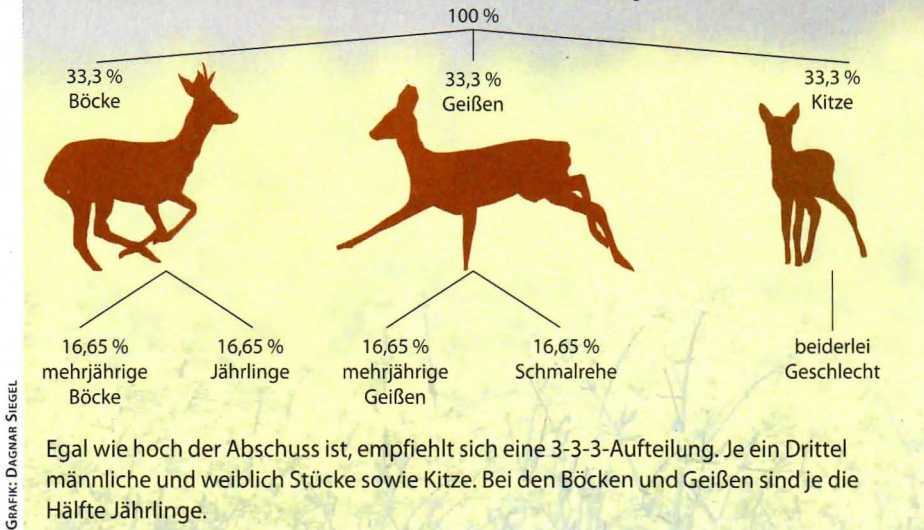 100 %
33,3 %
Böcke
33,3 %
Geißen
33,3 %
Kitze
16,65 %
mehrjährige
Böcke
16,65 %
Jährlinge
16,65 %
mehrjährige
Geißen
16,65 %
Schmalrehe
beiderlei
Geschlecht
Egal wie hoch der Abschuss ist, empfiehlt sich eine 3-3-3-Aufteilung. Je ein Drittel
männliche und weiblich Stücke sowie Kitze. Bei den Böcken und Geißen sind je die
Hälfte Jährlinge.
GRAFIK: DAGNAR SIEGEL